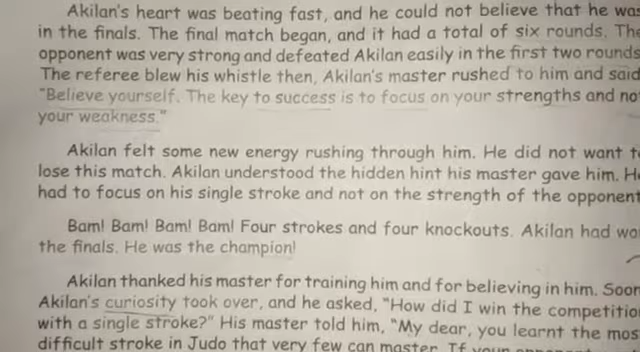 Akilan's heart was beating fast, and he could not believe that he was
in the finals. The final match began, and it had a total of six rounds. The
opponent was very strong and defeated Akilan easily in the first two rounds
The referee blew his whistle then, Akilan's master rushed to him and said
"Believe yourself. The key to success is to focus on your strengths and no
your weakness."
Akilan felt some new energy rushing through him. He did not want t
lose this match. Akilan understood the hidden hint his master gave him. H
had to focus on his single stroke and not on the strength of the opponent
Bam! Bam! Bam! Bam! Four strokes and four knockouts. Akilan had wo
the finals. He was the champion!
Akilan thanked his master for training him and for believing in him. Soon
Akilan's curiosity took over, and he asked, "How did I win the competitio
with a single stroke?" His master told him, "My dear, you learnt the mos
difficult stroke in Judo that very few can master. If your